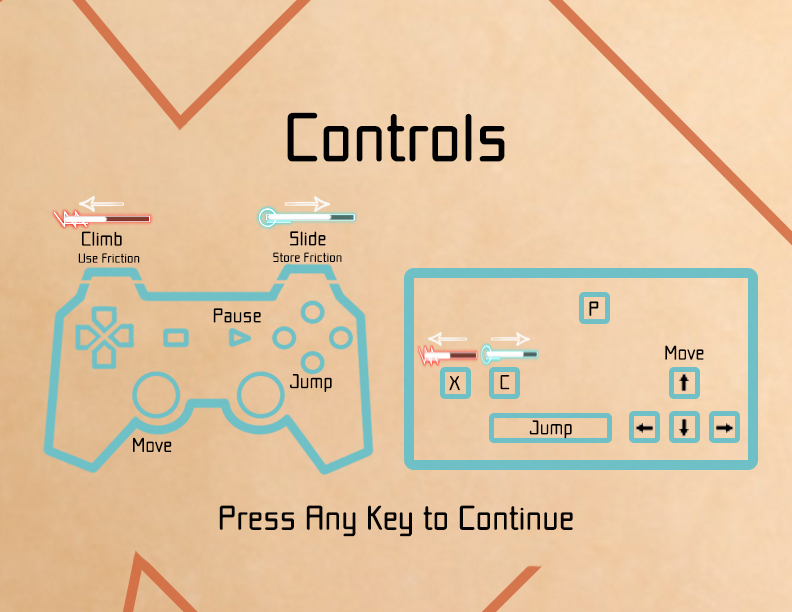 Controls
Climb
Use Friction
Slide
Store Friction
Pause
Jump
Move
P
Move
X
C
Jump
Press Any Key to Continue